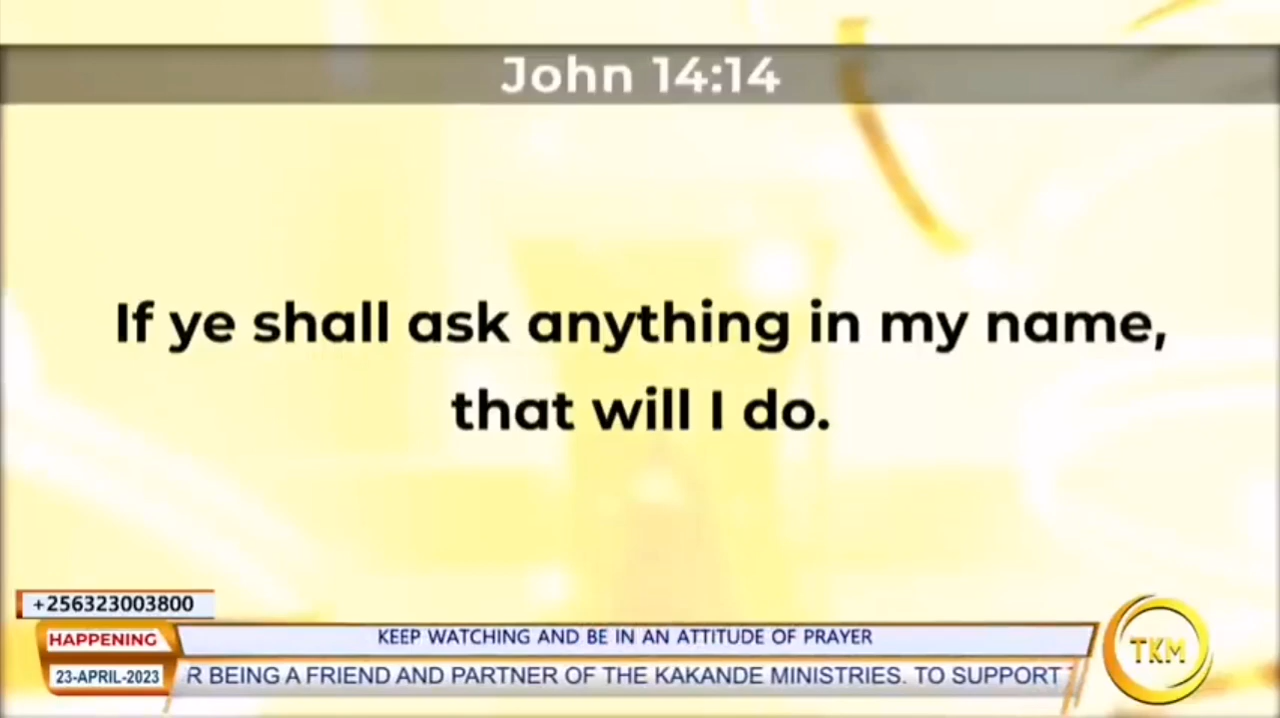 John 14:14
If ye shall ask anything in my name,
that will I do.
+256323003800
HAPPENING
KEEP WATCHING AND BE IN AN ATTITUDE OF PRAYER
23-APRIL-2023
R BEING A FRIEND AND PARTNER OF THE KAKANDE MINISTRIES. TO SUPPORT
TKM